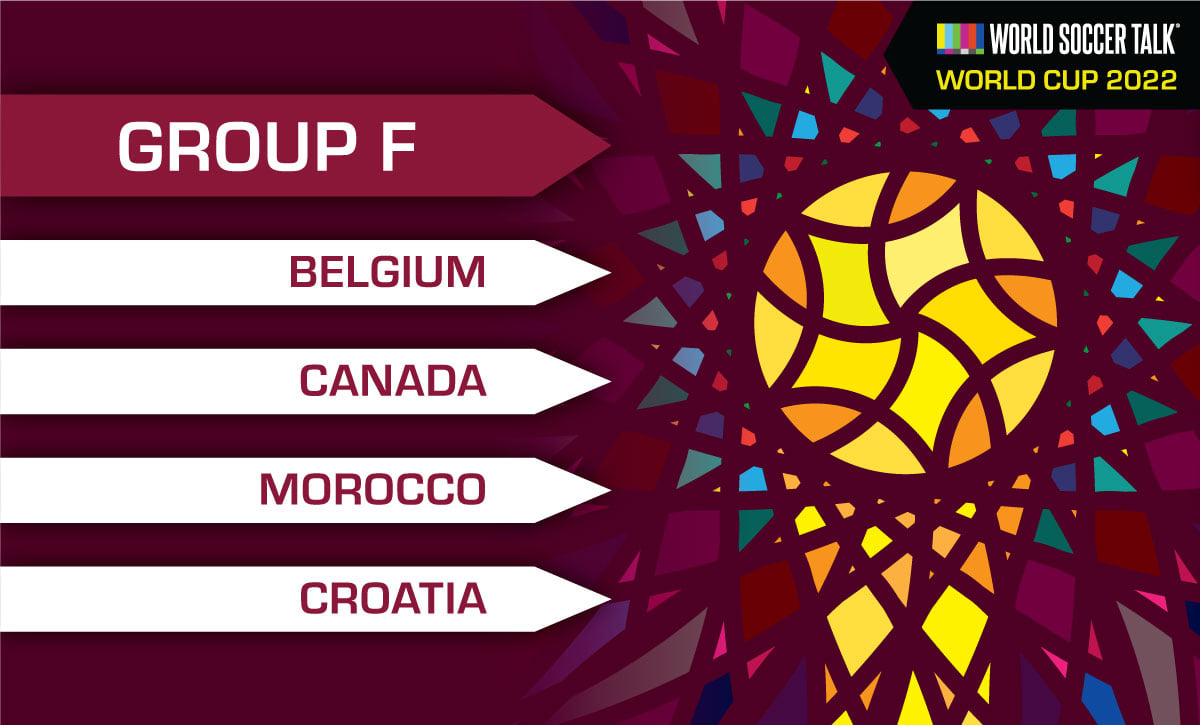 WORLD SOCCER TALK
WORLD CUP 2022
GROUP F
BELGIUM
CANADA
MOROCCO
CROATIA